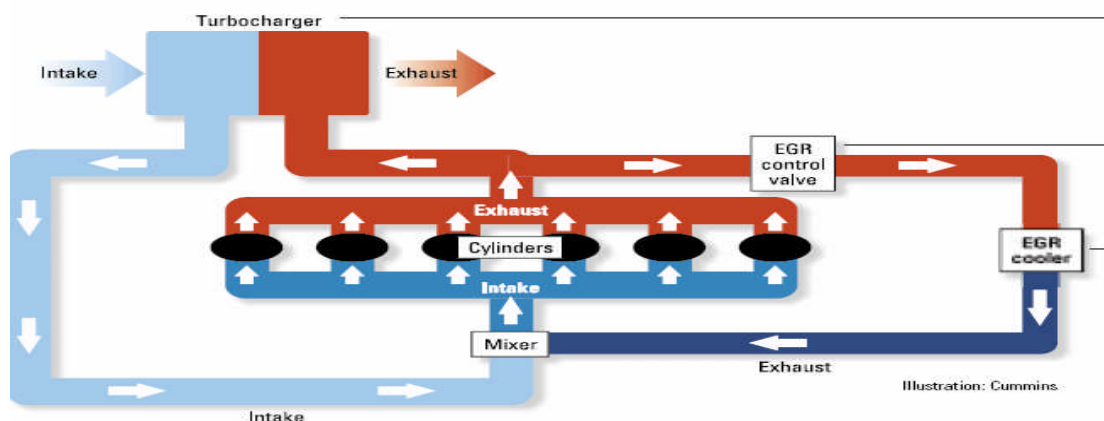 Turbocharger
Intake
Exhaust
EGR
control
valve
Exhaust
Cylinders
EGR
cooler
Intake
Mixer
Exhaust
Illustration: Cummins
Intake